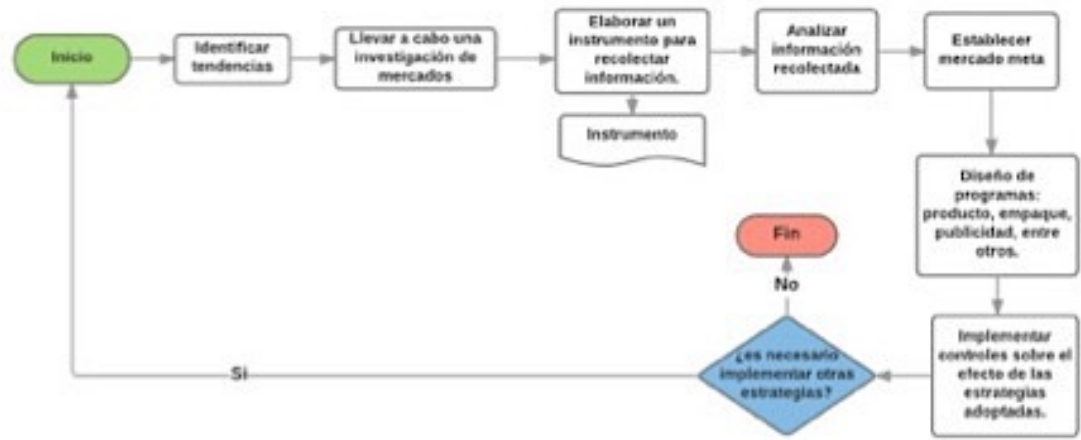 Inicio
Identificar
tendencias
Llevar a cabo una
investigación de
mercados
Elaborar un
instrumento para
recolectar
información.
Instrumento
Analizar
información
recolectada
Establecer
mercado meta
Diseño de
programas:
producto, empaque,
publicidad, entre
otros.
Implementar
controles sobre el
efecto de las
estrategias
adoptadas.
¿es necesario
implementar otras
estrategias?
No
Fin
Si